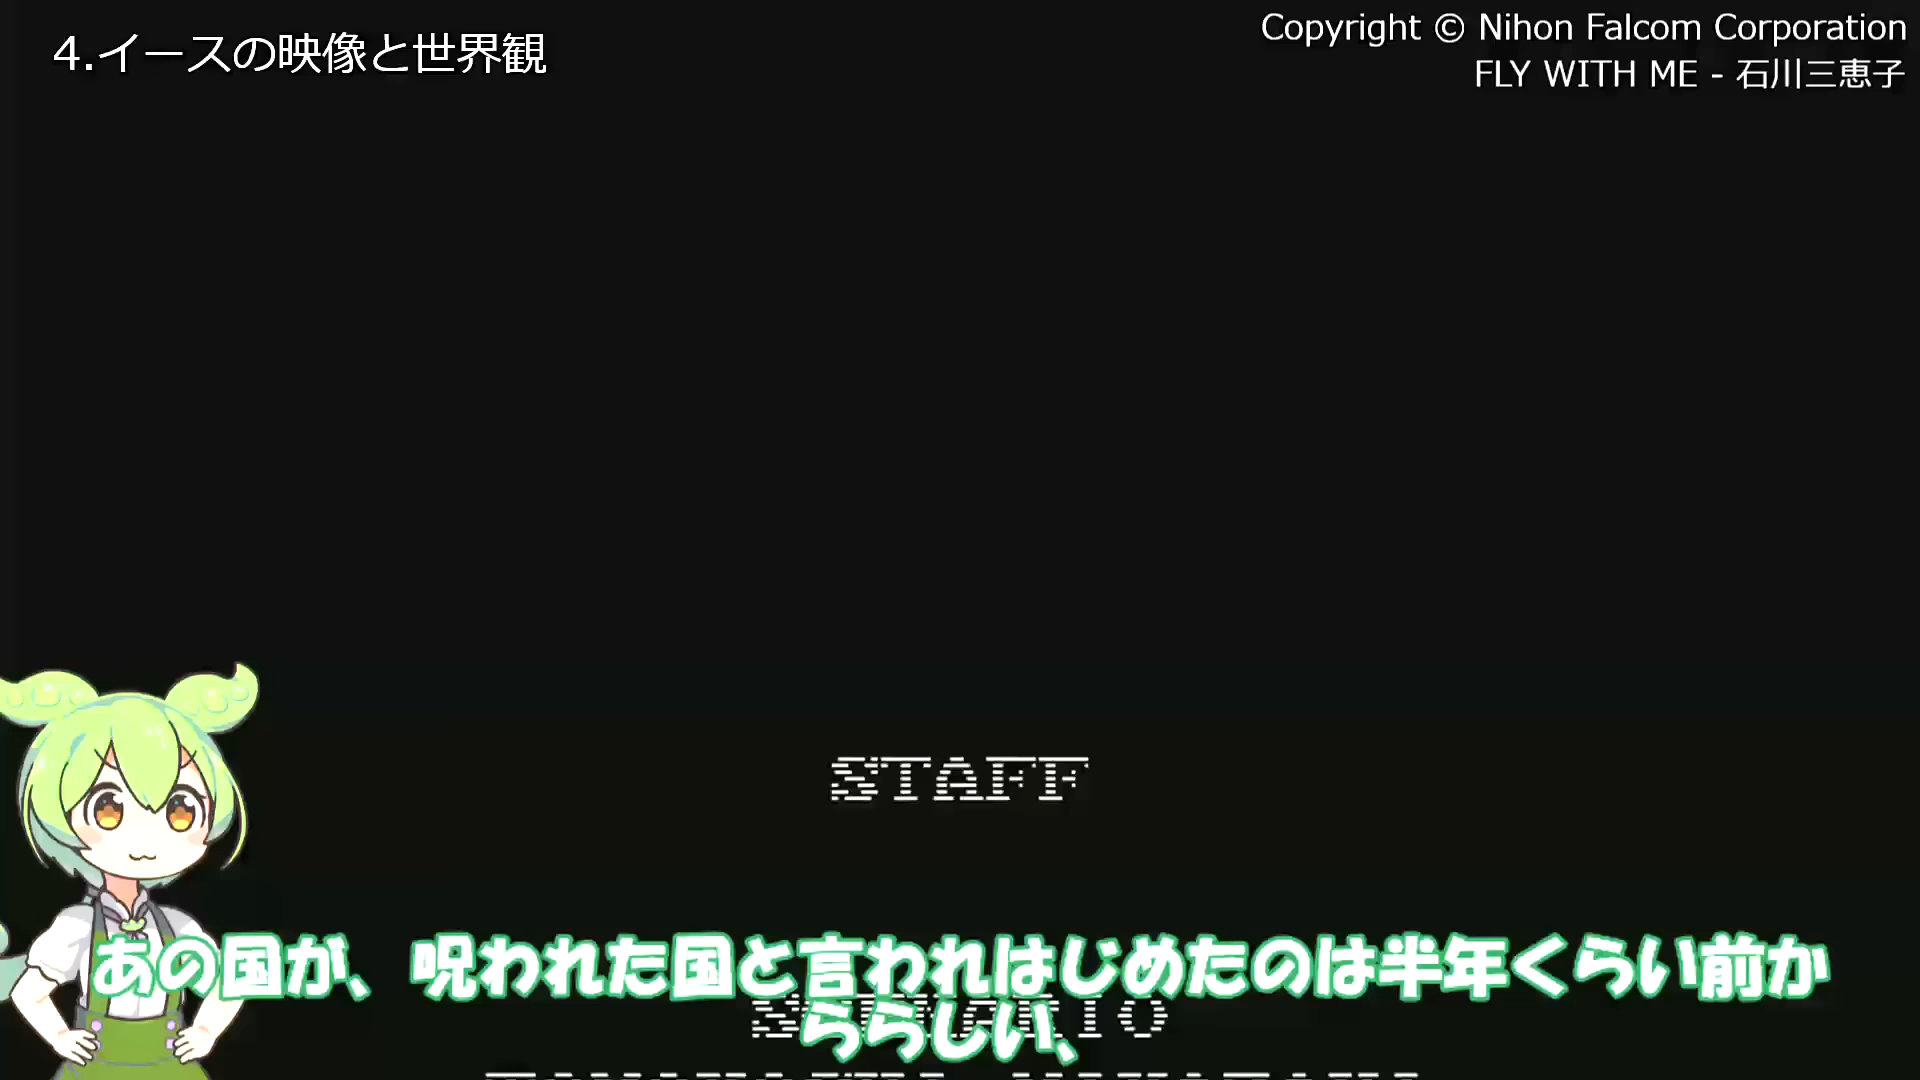 4.イースの映像と世界観
Copyright © Nihon Falcom Corporation
FLY WITH ME - 石川三恵子
STAFF
あの国が、呪われた国と言われはじめたのは半年くらい前か
ららしい、